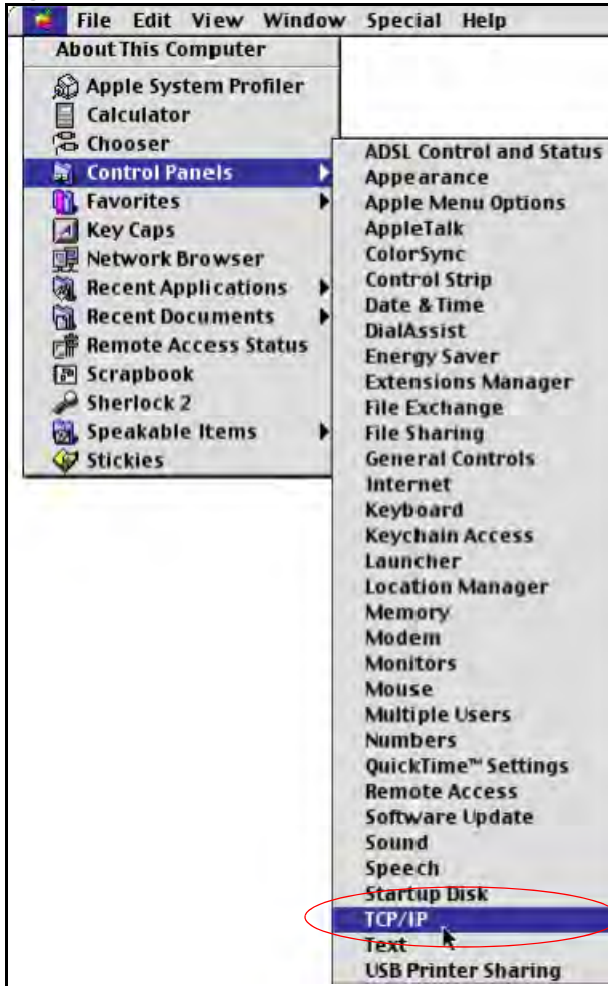 File Edit View Window Special Help
About This Computer
Apple System Profiler
Calculator
Chooser
Control Panels
Favorites
Key Caps
Network Browser
Recent Applications
Recent Documents
Remote Access Status
Scrapbook
Sherlock 2
Speakable Items
Stickies
ADSL Control and Status
Appearance
Apple Menu Options
AppleTalk
ColorSync
Control Strip
Date & Time
DialAssist
Energy Saver
Extensions Manager
File Exchange
File Sharing
General Controls
Internet
Keyboard
Keychain Access
Launcher
Location Manager
Memory
Modem
Monitors
Mouse
Multiple Users
Numbers
QuickTime™ Settings
Remote Access
Software Update
Sound
Speech
Startup Disk
TCP/IP
Text
USB Printer Sharing